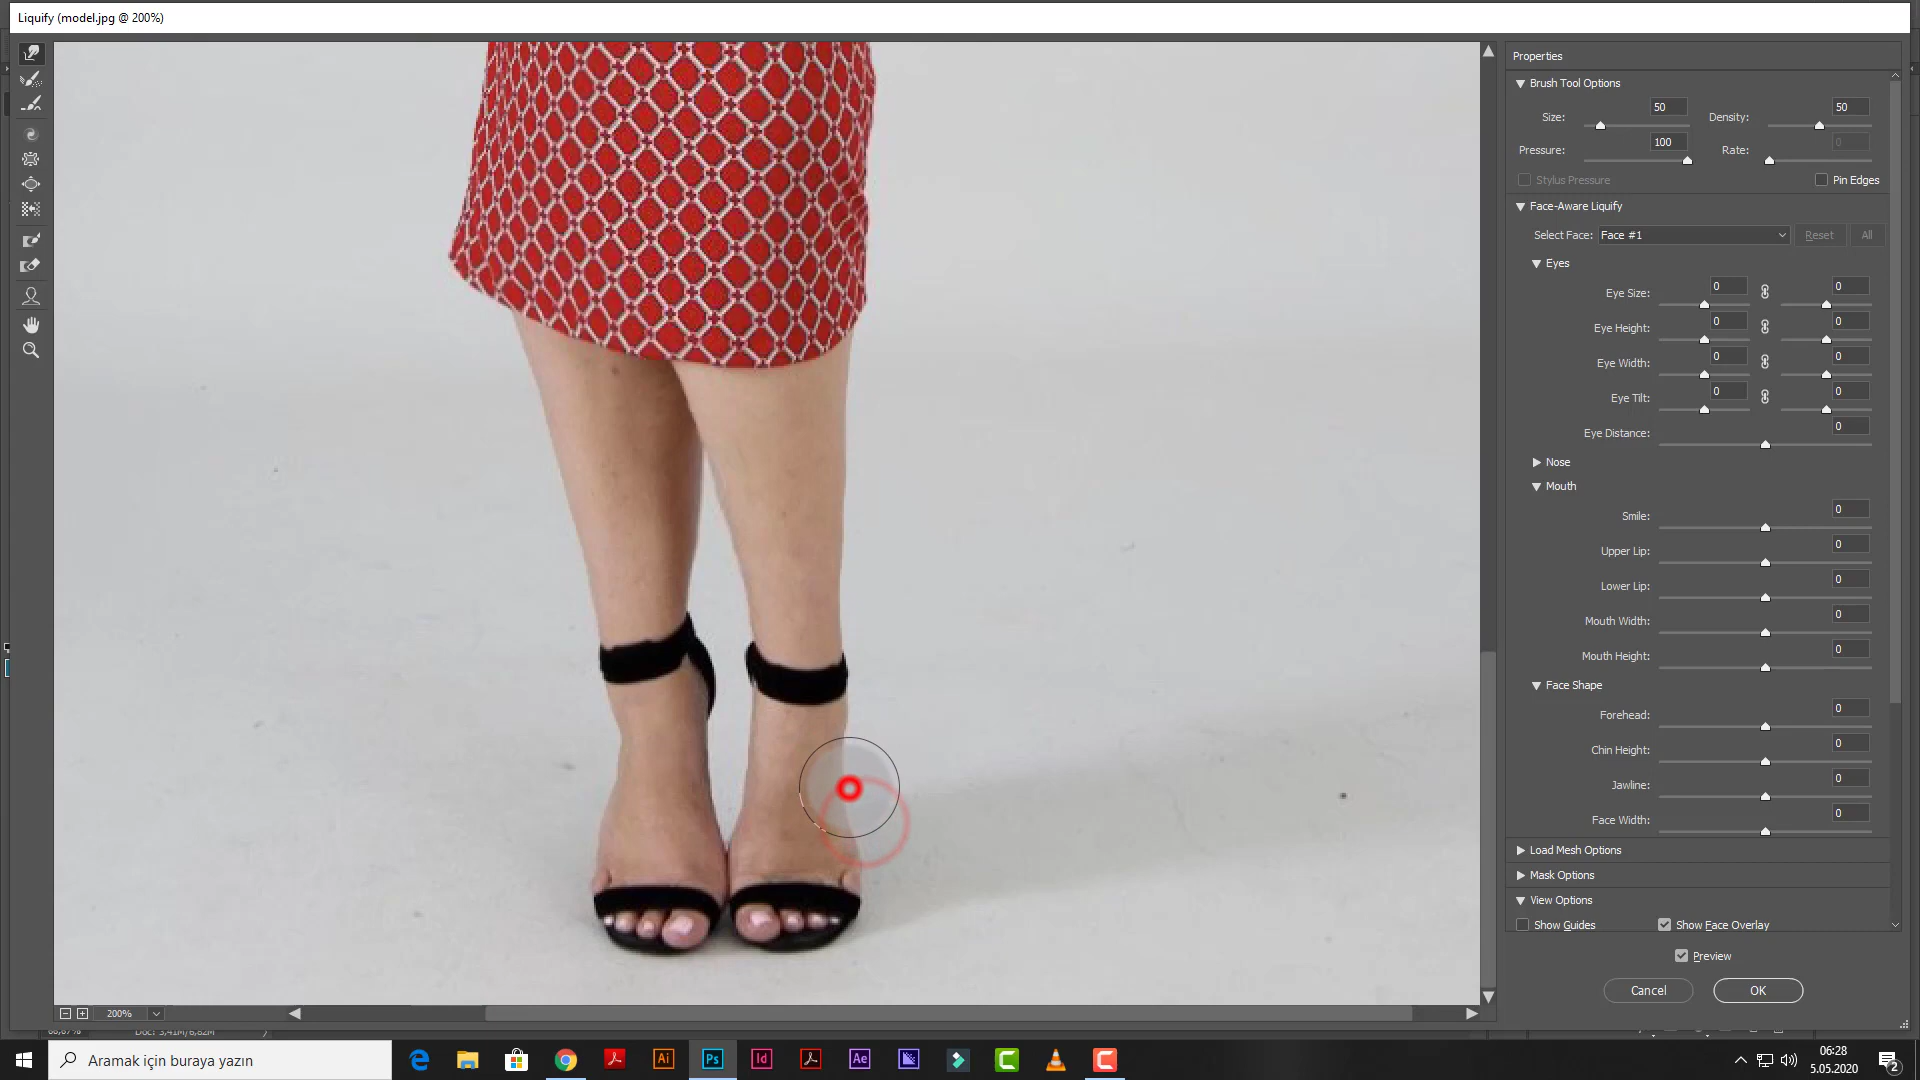 Liquify (model.jpg @ 200%)
Properties
Brush Tool Options
Size: 50 Density: 50
Pressure: 100 Rate: 0
Stylus Pressure Pin Edges
Face-Aware Liquify
Select Face: Face #1 Reset All
Eyes
Eye Size: 0 0
Eye Height: 0 0
Eye Width: 0 0
Eye Tilt: 0 0
Eye Distance: 0
Nose
Mouth
Smile: 0
Upper Lip: 0
Lower Lip: 0
Mouth Width: 0
Mouth Height: 0
Face Shape
Forehead: 0
Chin Height: 0
Jawline: 0
Face Width: 0
Load Mesh Options
Mask Options
View Options
Show Guides Show Face Overlay
Preview
Cancel OK
200%
Aramak için buraya yazın
Ai Ps Id Ae
06:28
5.05.2020
2